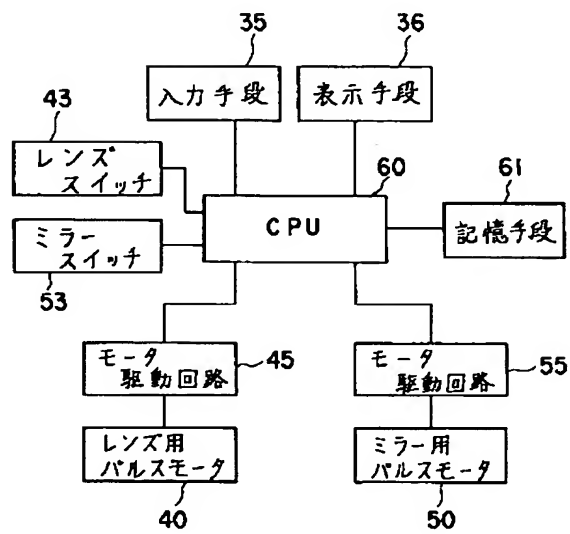 35
36
入力手段
表示手段
43
レンズ
スイッチ
60
61
CPU
記憶手段
ミラー
スイッチ
53
モータ
駆動回路
45
モータ
駆動回路
55
レンズ用
パルスモータ
ミラー用
パルスモータ
40
50